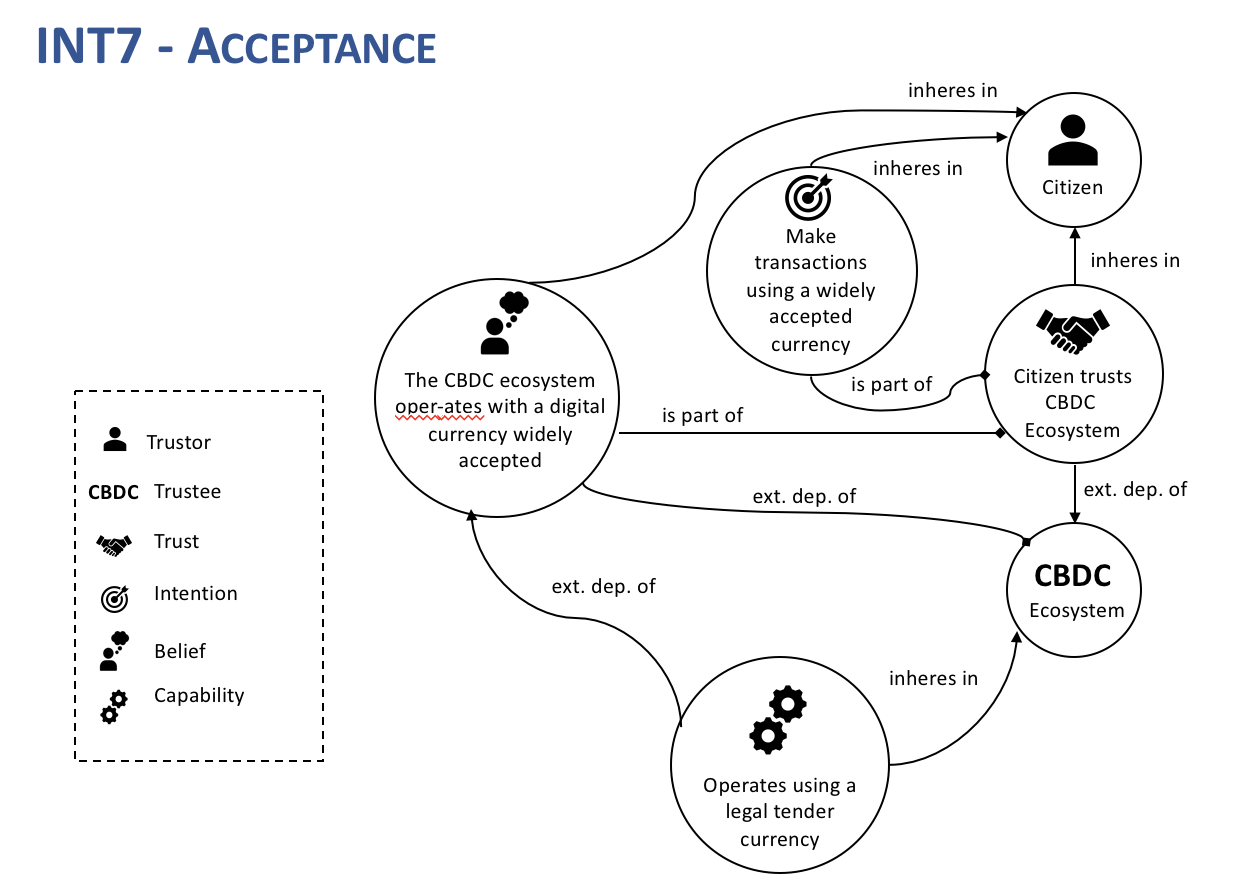 INT7 - ACCEPTANCE
inheres in
inheres in
Citizen
inheres in
Make
transactions
using a widely
accepted
currency
is part of
Citizen trusts
CBDC
Ecosystem
The CBDC ecosystem
oper-ates with a digital
currency widely
accepted
is part of
ext. dep. of
ext. dep. of
CBDC
Ecosystem
ext. dep. of
inheres in
Operates using a
legal tender
currency
Trustor
CBDC Trustee
Trust
Intention
Belief
Capability